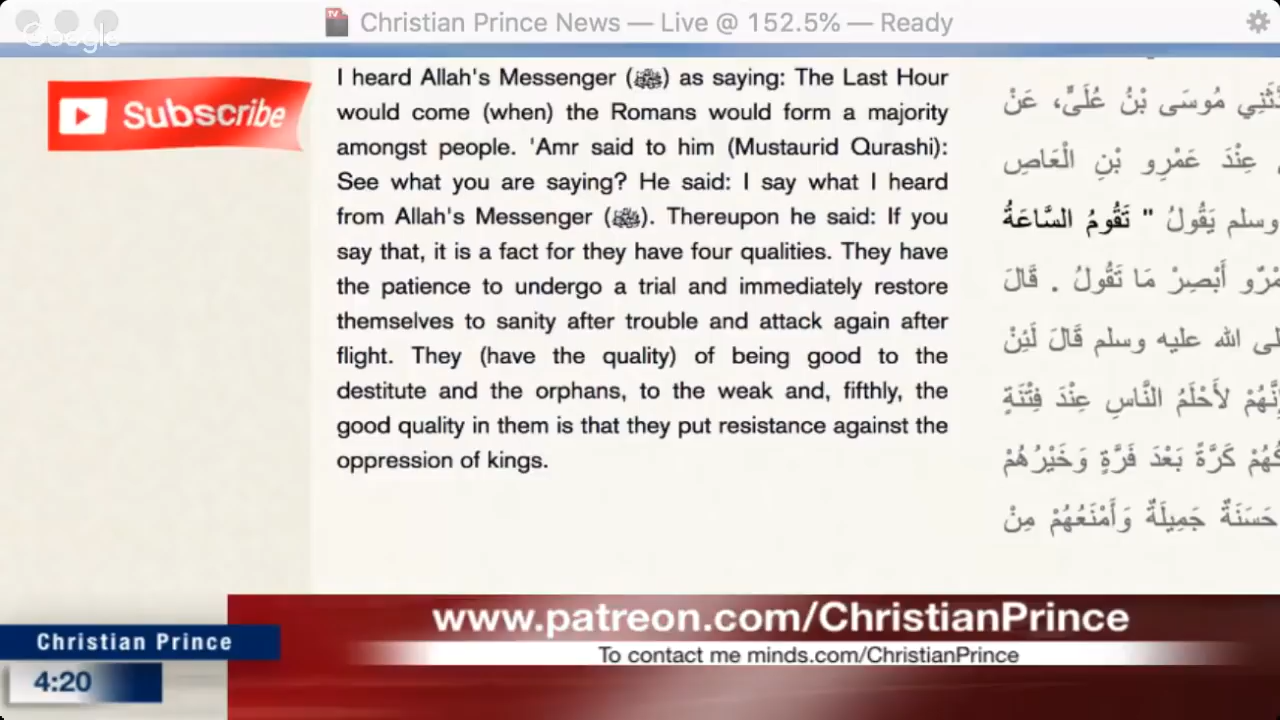 Christian Prince News — Live @ 152.5% — Ready
Google
Subscribe
I heard Allah's Messenger (ﷺ) as saying: The Last Hour
would come (when) the Romans would form a majority
amongst people. 'Amr said to him (Mustaurid Qurashi):
See what you are saying? He said: I say what I heard
from Allah's Messenger (ﷺ). Thereupon he said: If you
say that, it is a fact for they have four qualities. They have
the patience to undergo a trial and immediately restore
themselves to sanity after trouble and attack again after
flight. They (have the quality) of being good to the
destitute and the orphans, to the weak and, fifthly, the
good quality in them is that they put resistance against the
oppression of kings.
مُوسَى بْنُ عُلَىٍّ، عَنْ
عِنْدَ عَمْرِو بْنِ الْعَاصِ
وسلم يَقُولُ " تَقُومُ السَّاعَةُ
أَبْصِرْ مَا تَقُولُ . قَالَ
الله عليه وسلم قَالَ لَئِنْ
لأَحْلَمُ النَّاسِ عِنْدَ فِتْنَةٍ
كَرَّةً بَعْدَ فَرَّةٍ وَخَيْرُهُمْ
حَسَنَةٌ جَمِيلَةٌ وَأَمْنَعُهُمْ مِنْ
www.patreon.com/ChristianPrince
To contact me minds.com/ChristianPrince
Christian Prince
4:20